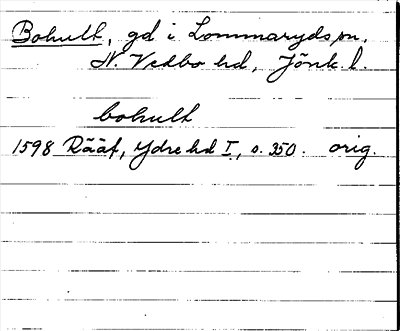 Bohult, gd i Lommaryds sn.
N. Vedbo hd, Jönk. l.
bohult
1598 Rääf, Ydre hd I, s. 350. orig.